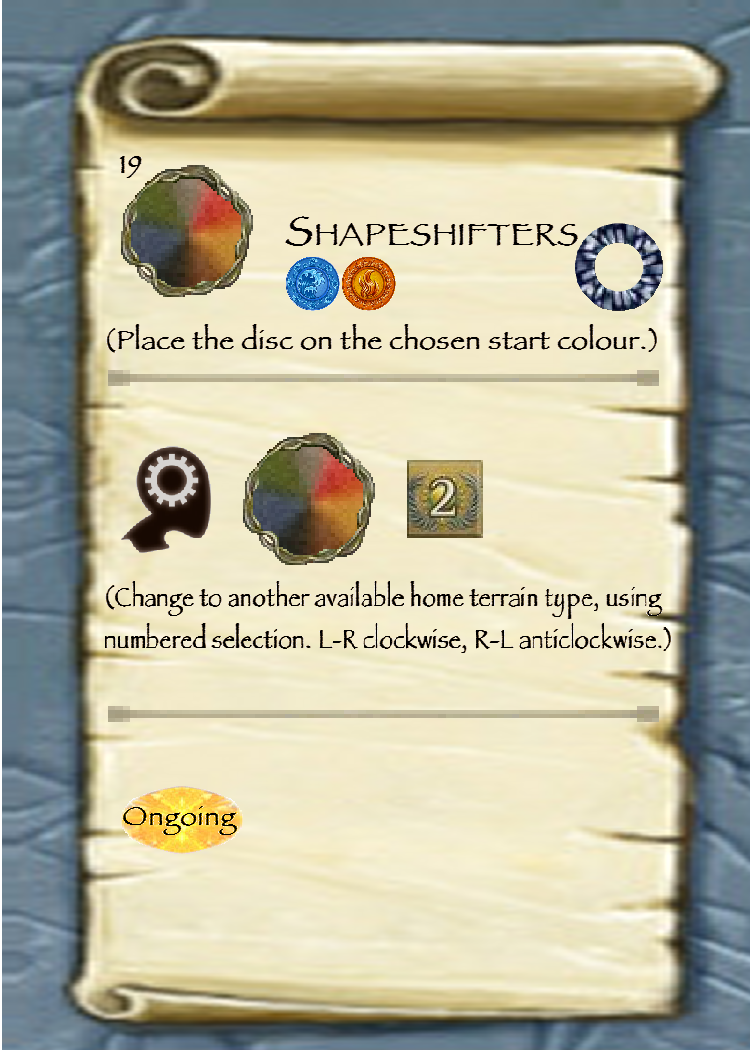 19
SHAPESHIFTERS
(Place the disc on the chosen start colour.)
2
(Change to another available home terrain type, using
numbered selection. L-R clockwise, R-L anticlockwise.)
Ongoing